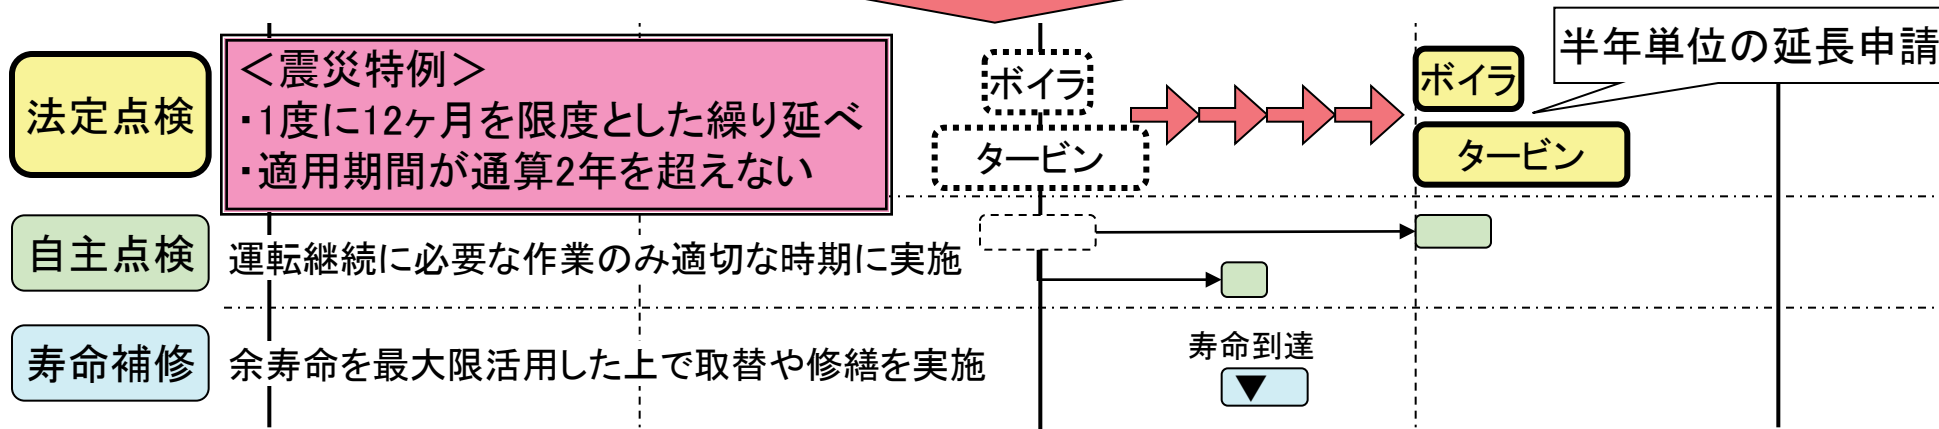 半年単位の延長申請
法定点検
＜震災特例＞
・1度に12ヶ月を限度とした繰り延べ
・適用期間が通算2年を超えない
ボイラ
タービン
ボイラ
タービン
自主点検
運転継続に必要な作業のみ適切な時期に実施
寿命補修
余寿命を最大限活用した上で取替や修繕を実施
寿命到達
▼